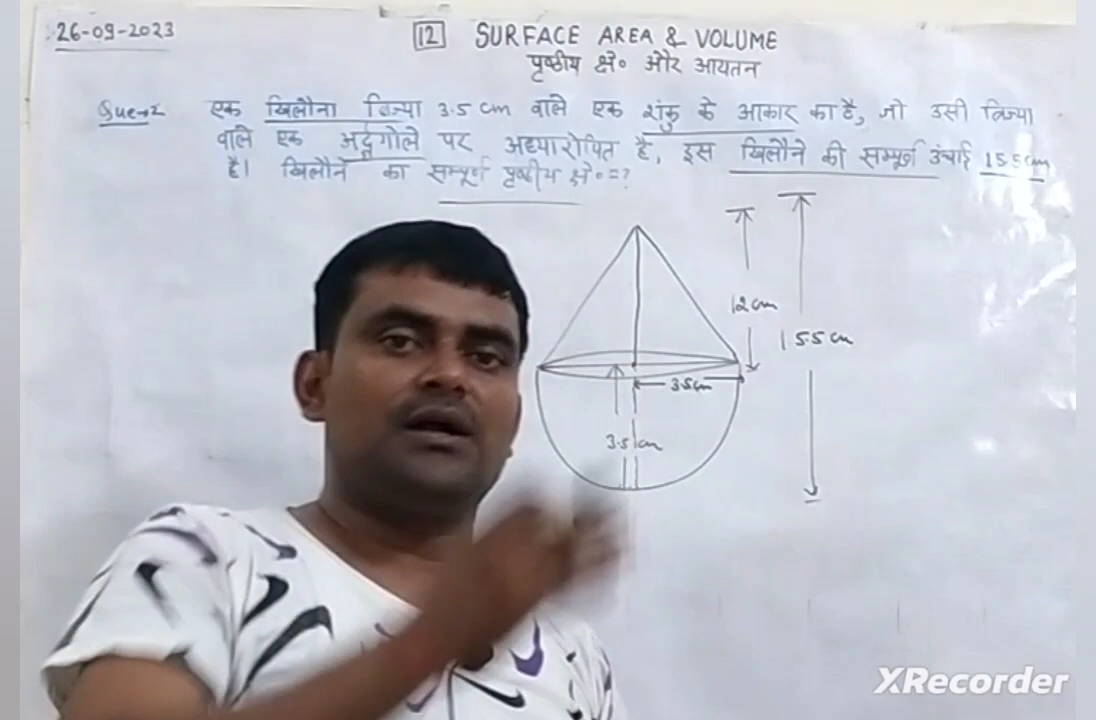 26-09-2023
12 SURFACE AREA & VOLUME
पृष्ठीय क्षे० और आयतन
Que→2 एक खिलौना त्रिज्या 3.5 cm वाले एक शंकु के आकार का है, जो उसी त्रिज्या
वाले एक अर्द्धगोले पर अध्यारोपित है, इस खिलौने की सम्पूर्ण उंचाई 15.5 cm
है। खिलौने का सम्पूर्ण पृष्ठीय क्षे० = ?
12 cm
15.5 cm
3.5 cm
3.5 cm
XRecorder